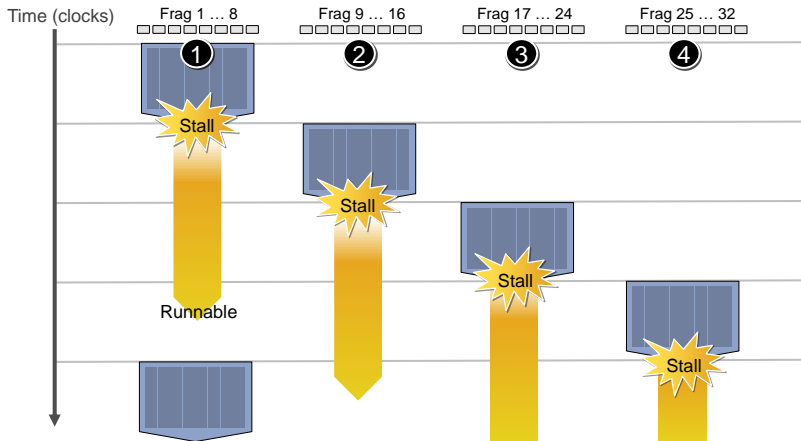 Time (clocks)
Frag 1 … 8
Frag 9 … 16
Frag 17 … 24
Frag 25 … 32
1
2
3
4
Stall
Stall
Stall
Runnable
Stall